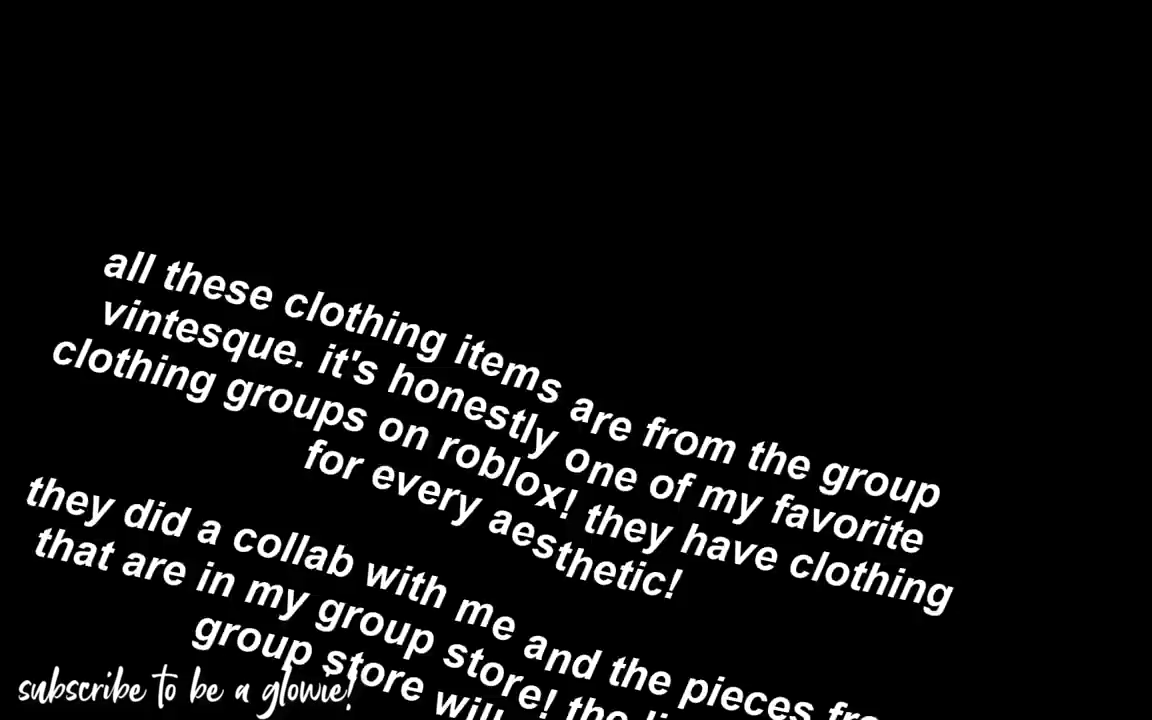 all these clothing items are from the group
vintesque. it's honestly one of my favorite
clothing groups on roblox! they have clothing
for every aesthetic!
they did a collab with me and the pieces
that are in my group store! the
group store will
subscribe to be a glowie!